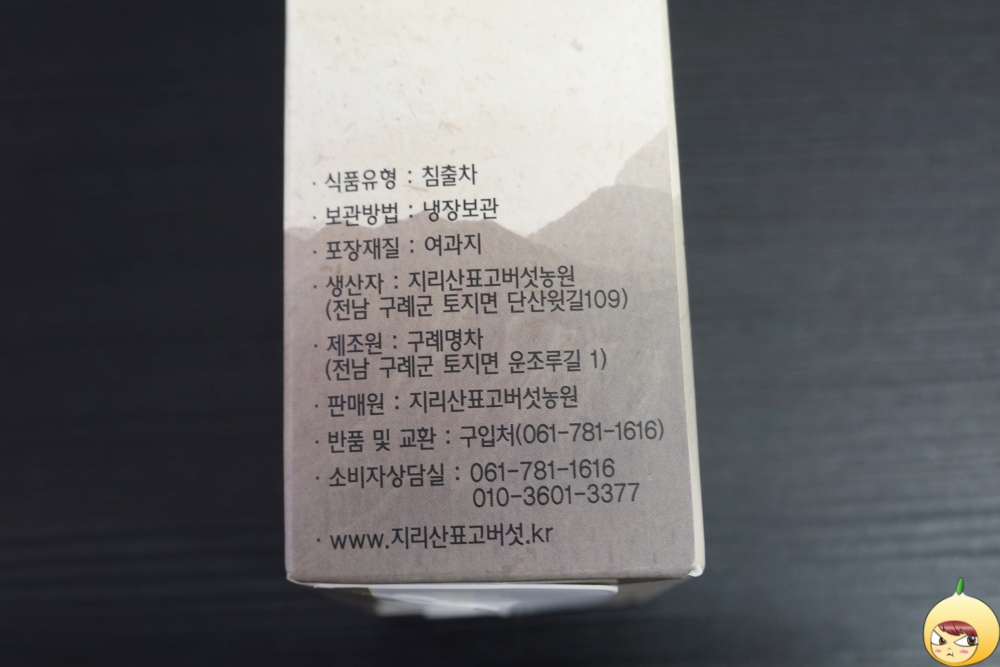 · 식품유형 : 침출차
· 보관방법 : 냉장보관
· 포장재질 : 여과지
· 생산자 : 지리산표고버섯농원
(전남 구례군 토지면 단산윗길109)
· 제조원 : 구례명차
(전남 구례군 토지면 운조루길 1)
· 판매원 : 지리산표고버섯농원
· 반품 및 교환 : 구입처(061-781-1616)
· 소비자상담실 : 061-781-1616
010-3601-3377
· www.지리산표고버섯.kr